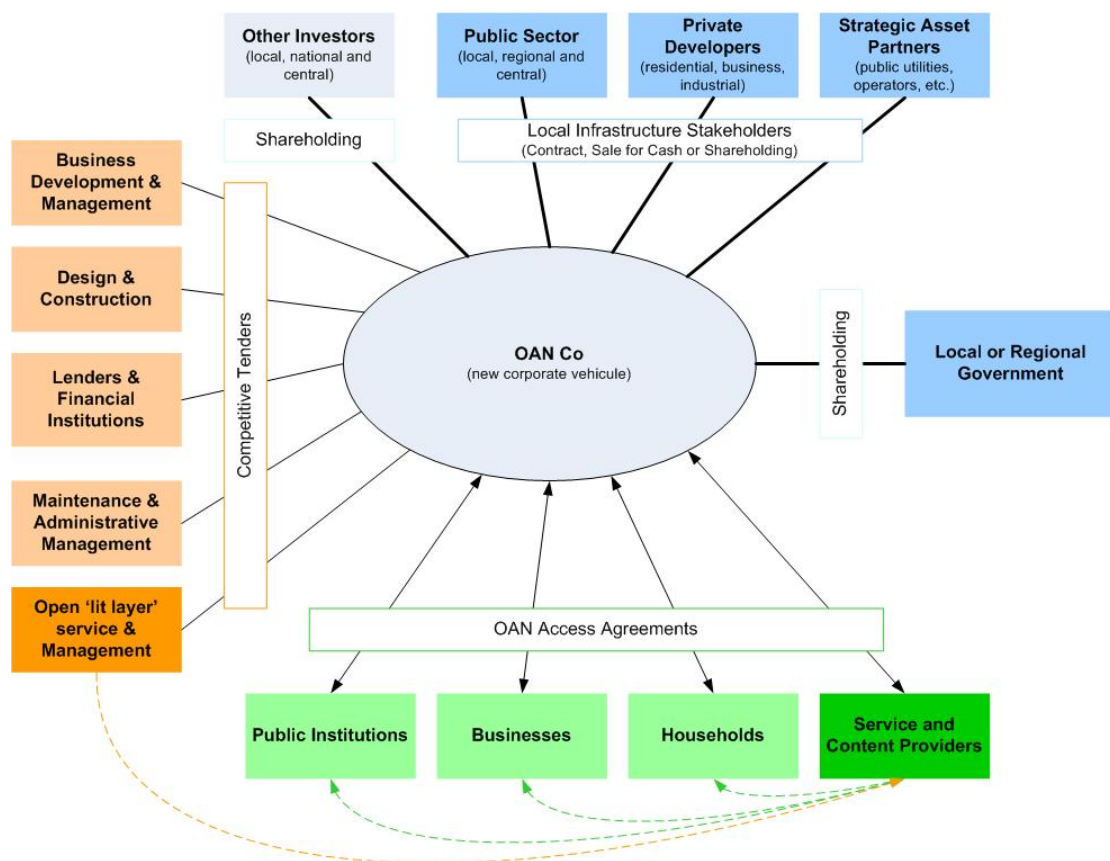 Other Investors
(local, national and
central)
Public Sector
(local, regional and
central)
Private
Developers
(residential, business,
industrial)
Strategic Asset
Partners
(public utilities,
operators, etc.)
Shareholding
Local Infrastructure Stakeholders
(Contract, Sale for Cash or Shareholding)
Business
Development &
Management
Design &
Construction
Lenders &
Financial
Institutions
Maintenance &
Administrative
Management
Open ‘lit layer’
service &
Management
Competitive Tenders
OAN Co
(new corporate vehicule)
Shareholding
Local or Regional
Government
OAN Access Agreements
Public Institutions
Businesses
Households
Service and
Content Providers